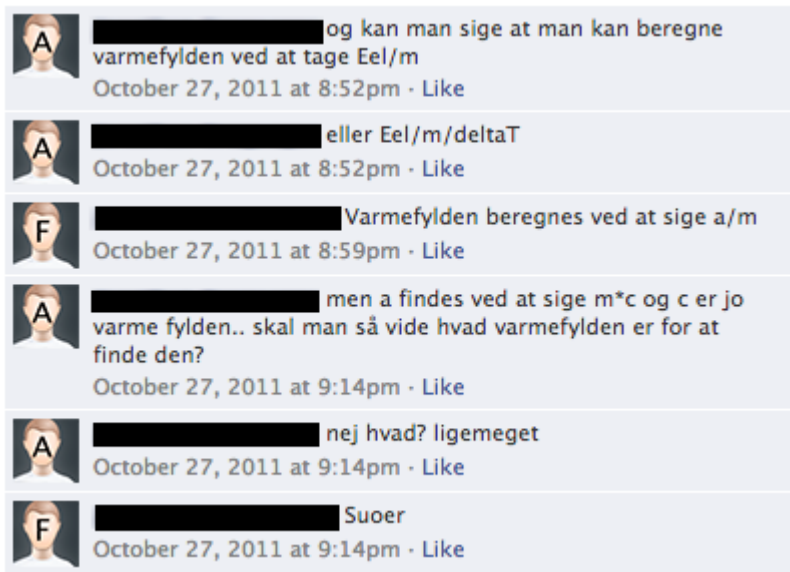 A
og kan man sige at man kan beregne
varmefylden ved at tage Eel/m
October 27, 2011 at 8:52pm · Like
A
eller Eel/m/deltaT
October 27, 2011 at 8:52pm · Like
F
Varmefylden beregnes ved at sige a/m
October 27, 2011 at 8:59pm · Like
A
men a findes ved at sige m*c og c er jo
varme fylden.. skal man så vide hvad varmefylden er for at
finde den?
October 27, 2011 at 9:14pm · Like
A
nej hvad? ligemeget
October 27, 2011 at 9:14pm · Like
F
Suoer
October 27, 2011 at 9:14pm · Like